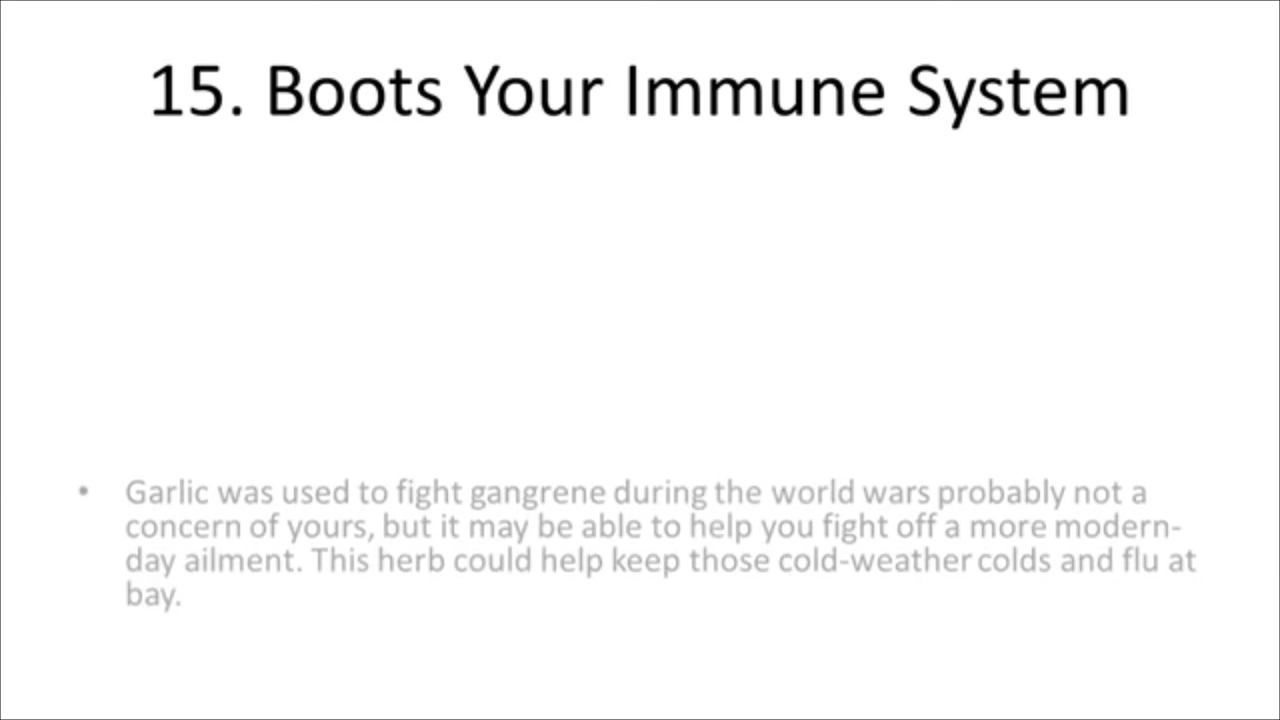 15. Boots Your Immune System
• Garlic was used to fight gangrene during the world wars probably not a
concern of yours, but it may be able to help you fight off a more modern-
day ailment. This herb could help keep those cold-weather colds and flu at
bay.